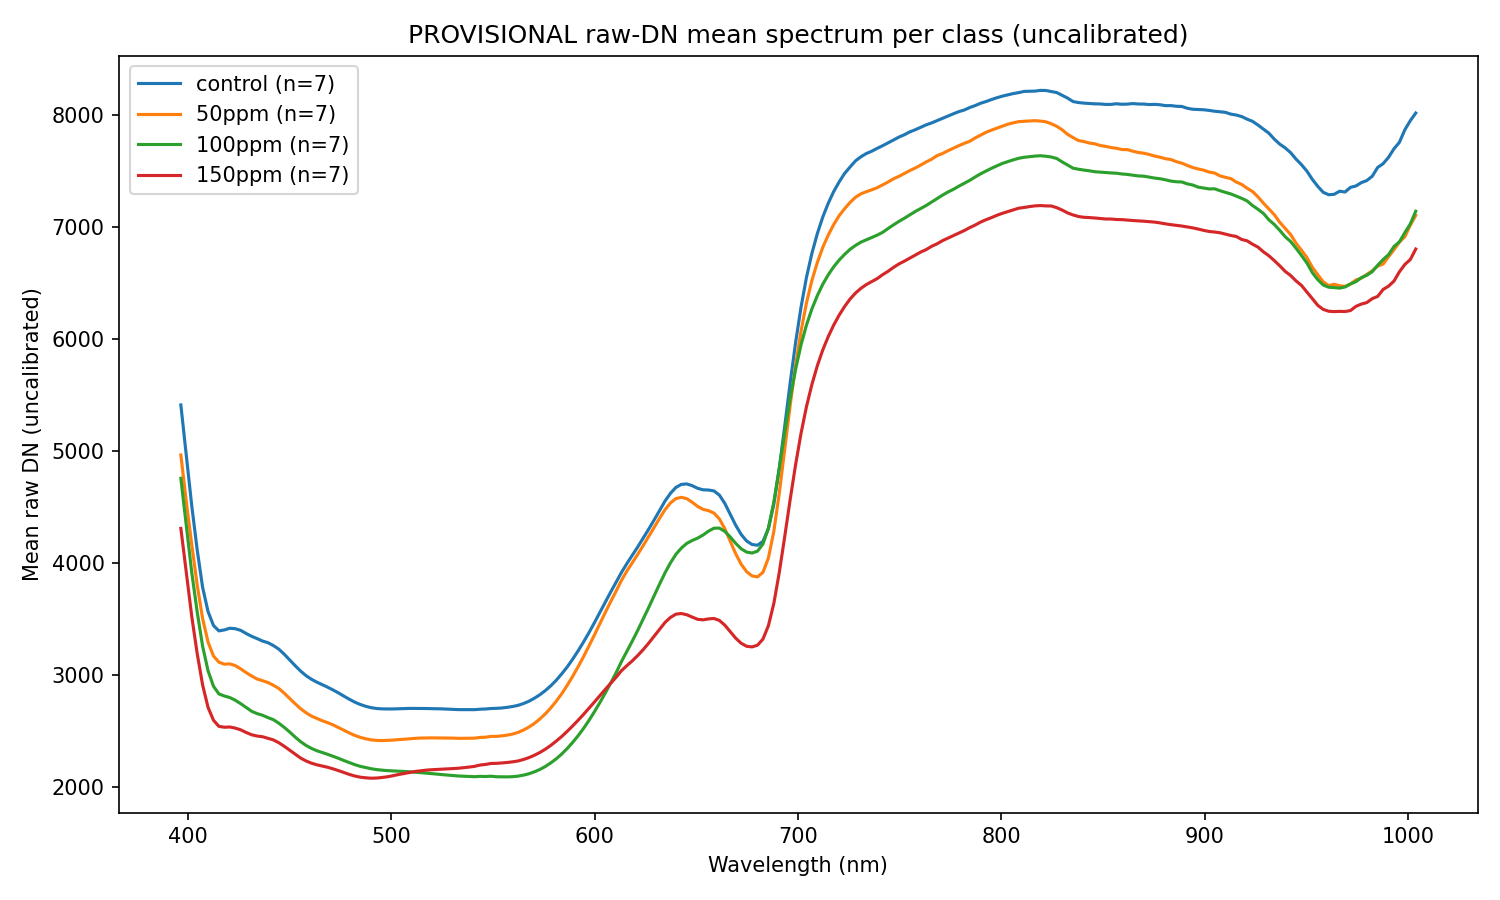 PROVISIONAL raw-DN mean spectrum per class (uncalibrated)
control (n=7)
50ppm (n=7)
100ppm (n=7)
150ppm (n=7)
Mean raw DN (uncalibrated)
8000
7000
6000
5000
4000
3000
2000
400
500
600
700
800
900
1000
Wavelength (nm)